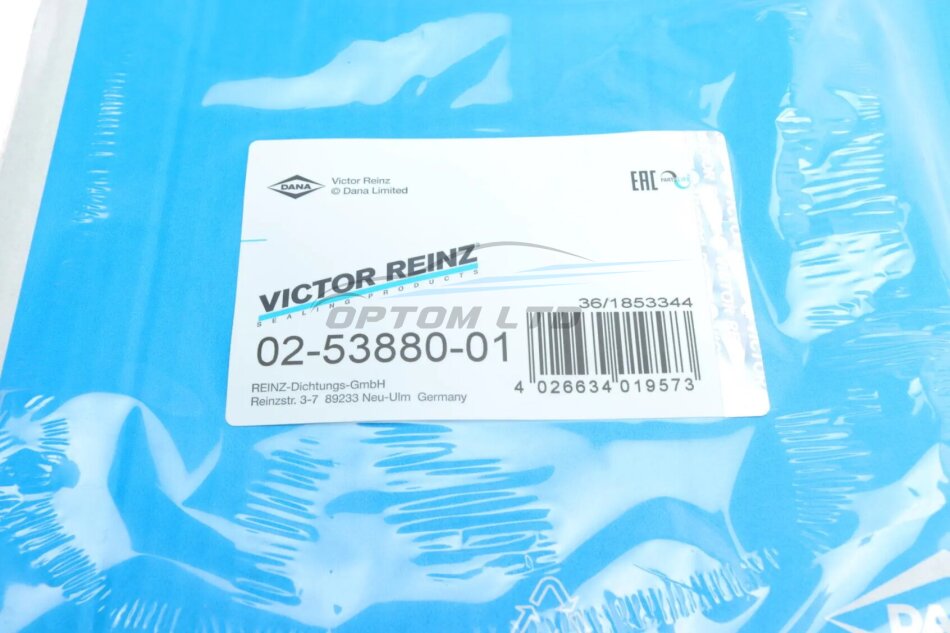 DANA
Victor Reinz
© Dana Limited
EAC
VICTOR REINZ
SEALING PRODUCTS
OPTOM LTD
36/1853344
02-53880-01
4 026634 019573
REINZ-Dichtungs-GmbH
Reinzstr. 3-7 89233 Neu-Ulm Germany
DA